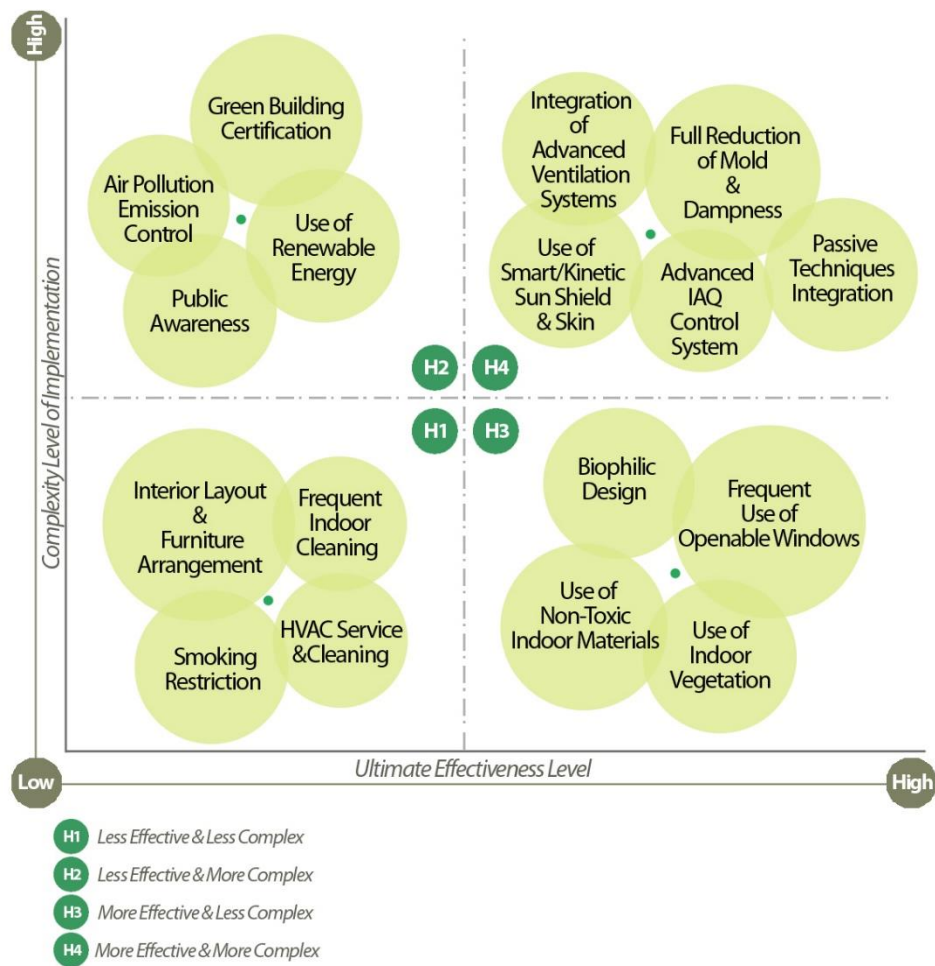 High
Complexity Level of Implementation
Green Building
Certification
Air Pollution
Emission
Control
Use of
Renewable
Energy
Public
Awareness
Integration
of
Advanced
Ventilation
Systems
Full Reduction
of Mold
&
Dampness
Use of
Smart/Kinetic
Sun Shield
& Skin
Advanced
IAQ
Control
System
Passive
Techniques
Integration
H2
H4
H1
H3
Interior Layout
&
Furniture
Arrangement
Frequent
Indoor
Cleaning
Smoking
Restriction
HVAC Service
&Cleaning
Biophilic
Design
Frequent
Use of
Openable Windows
Use of
Non-Toxic
Indoor Materials
Use of
Indoor
Vegetation
Low
Ultimate Effectiveness Level
High
H1 Less Effective & Less Complex
H2 Less Effective & More Complex
H3 More Effective & Less Complex
H4 More Effective & More Complex